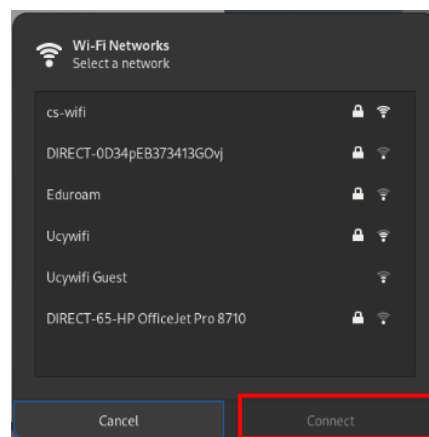 Wi-Fi Networks
Select a network
cs-wifi
DIRECT-0D34pEB373413GOvj
Eduroam
Ucywifi
Ucywifi Guest
DIRECT-65-HP OfficeJet Pro 8710
Cancel Connect